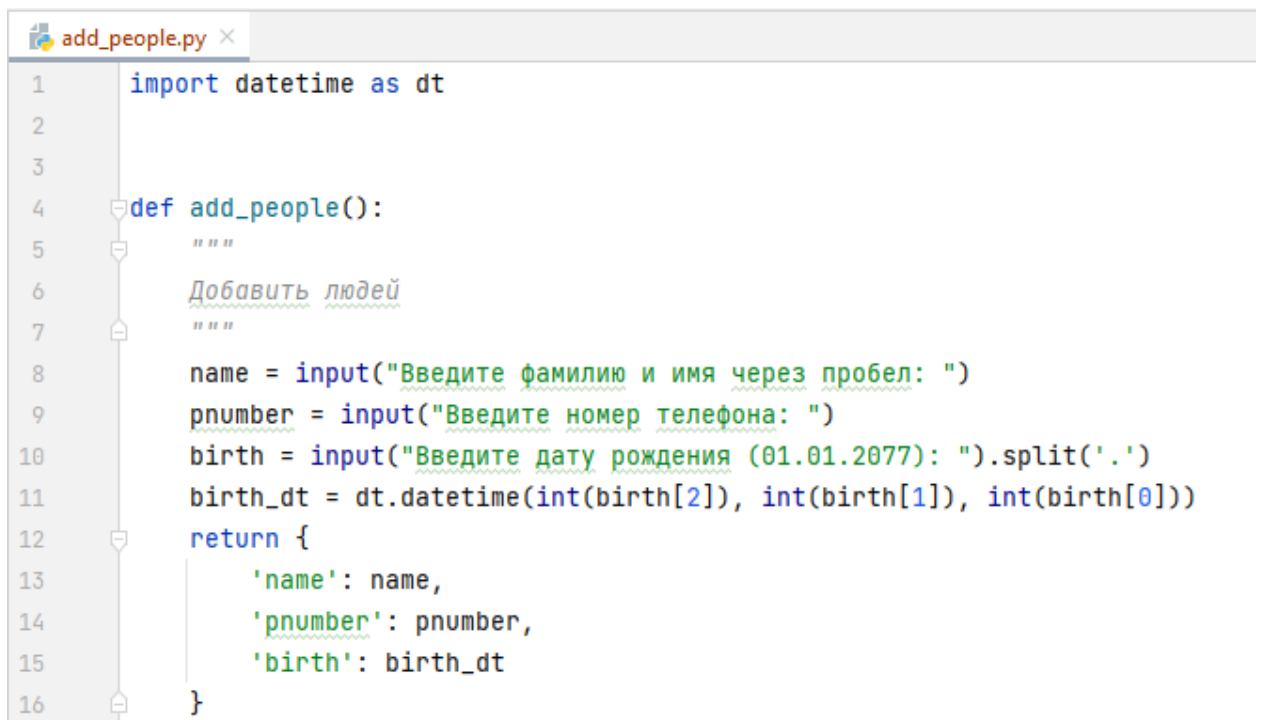 add_people.py
1 import datetime as dt
2
3
4 def add_people():
5     """
6     Добавить людей
7     """
8     name = input("Введите фамилию и имя через пробел: ")
9     pnumber = input("Введите номер телефона: ")
10     birth = input("Введите дату рождения (01.01.2077): ").split('.')
11     birth_dt = dt.datetime(int(birth[2]), int(birth[1]), int(birth[0]))
12     return {
13         'name': name,
14         'pnumber': pnumber,
15         'birth': birth_dt
16     }